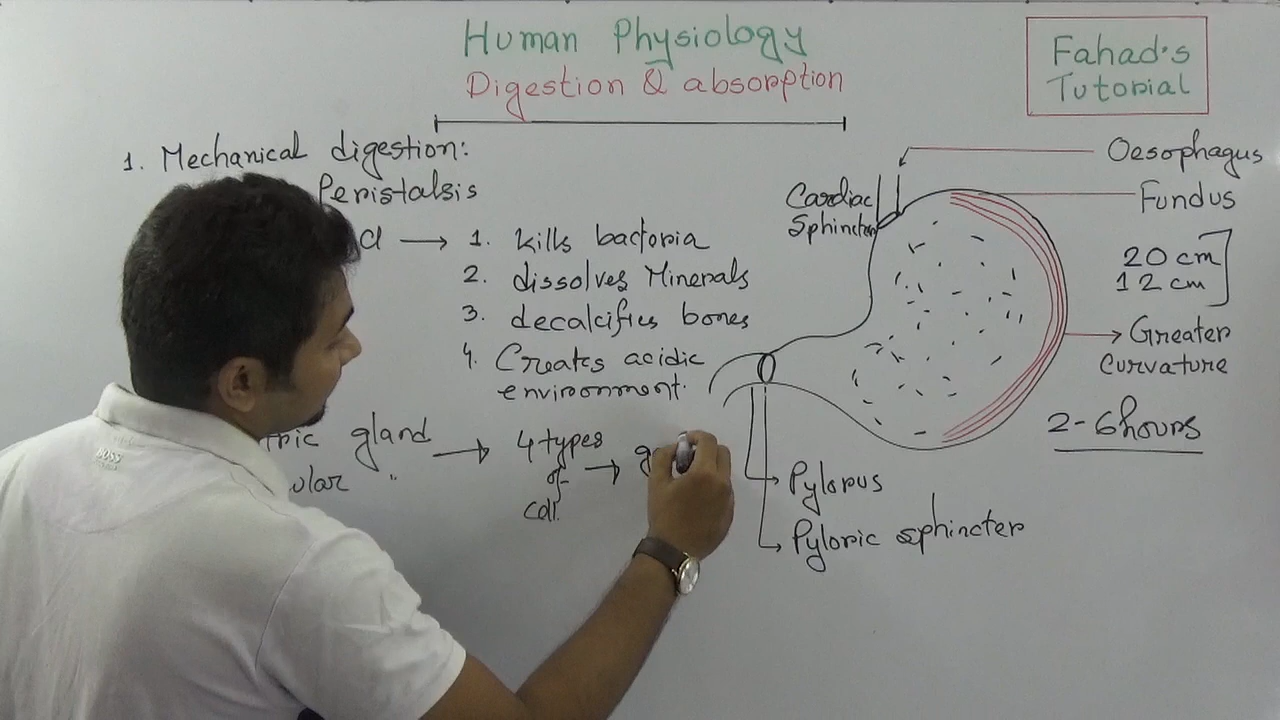 Human Physiology
Digestion & absorption
Fahad's
Tutorial
1. Mechanical digestion:
Peristalsis
→ 1. Kills bacteria
2. dissolves Minerals
3. decalcifies bones
4. Creates acidic
environment.
gland → 4 types
of
cell. →
Cardiac
Sphincter
Oesophagus
Fundus
20 cm
12 cm
Greater
Curvature
2-6 hours
Pylorus
Pyloric sphincter
BOSS